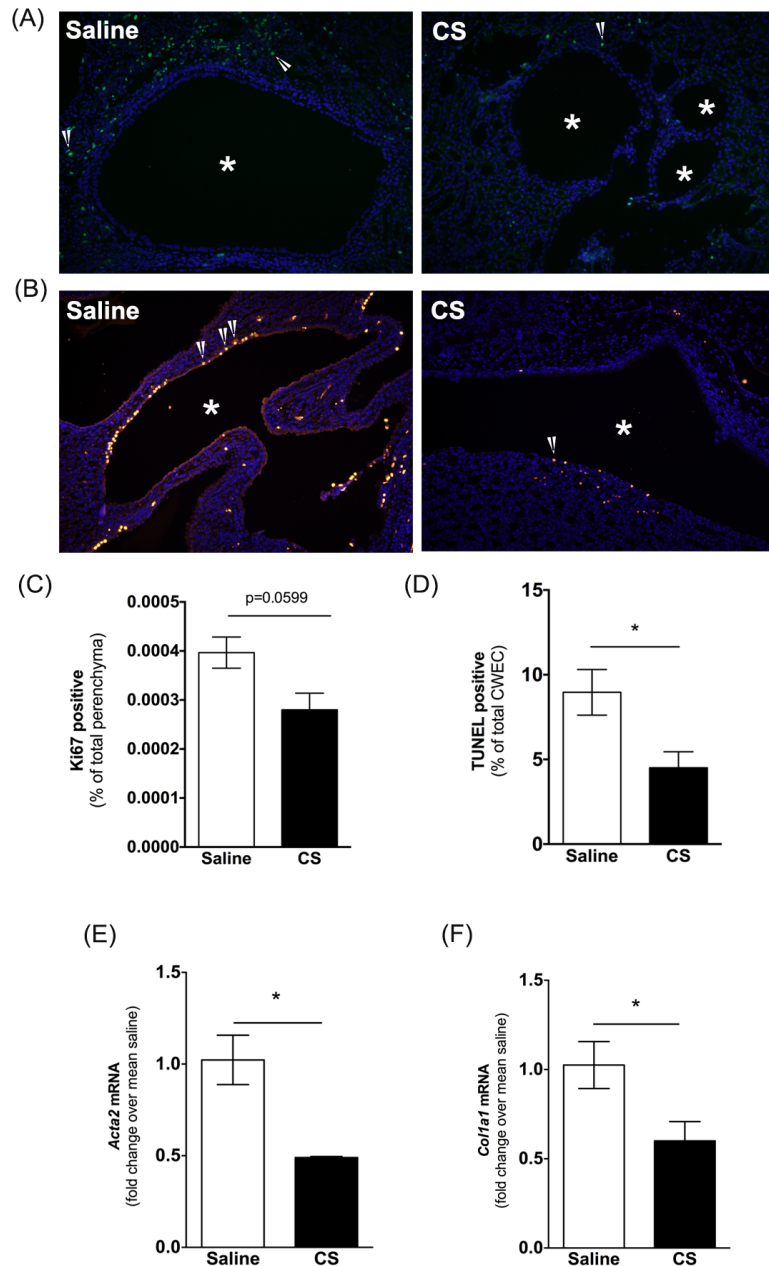 (A)
Saline
CS
*
*
*
*
(B)
Saline
CS
*
*
(C)
Ki67 positive
(% of total perenchyma)
0.0005
0.0004
0.0003
0.0002
0.0001
0.0000
p=0.0599
Saline
CS
(D)
TUNEL positive
(% of total CWEC)
15
10
5
0
*
Saline
CS
(E)
Acta2 mRNA
(fold change over mean saline)
1.5
1.0
0.5
0.0
*
Saline
CS
(F)
Col1a1 mRNA
(fold change over mean saline)
1.5
1.0
0.5
0.0
*
Saline
CS